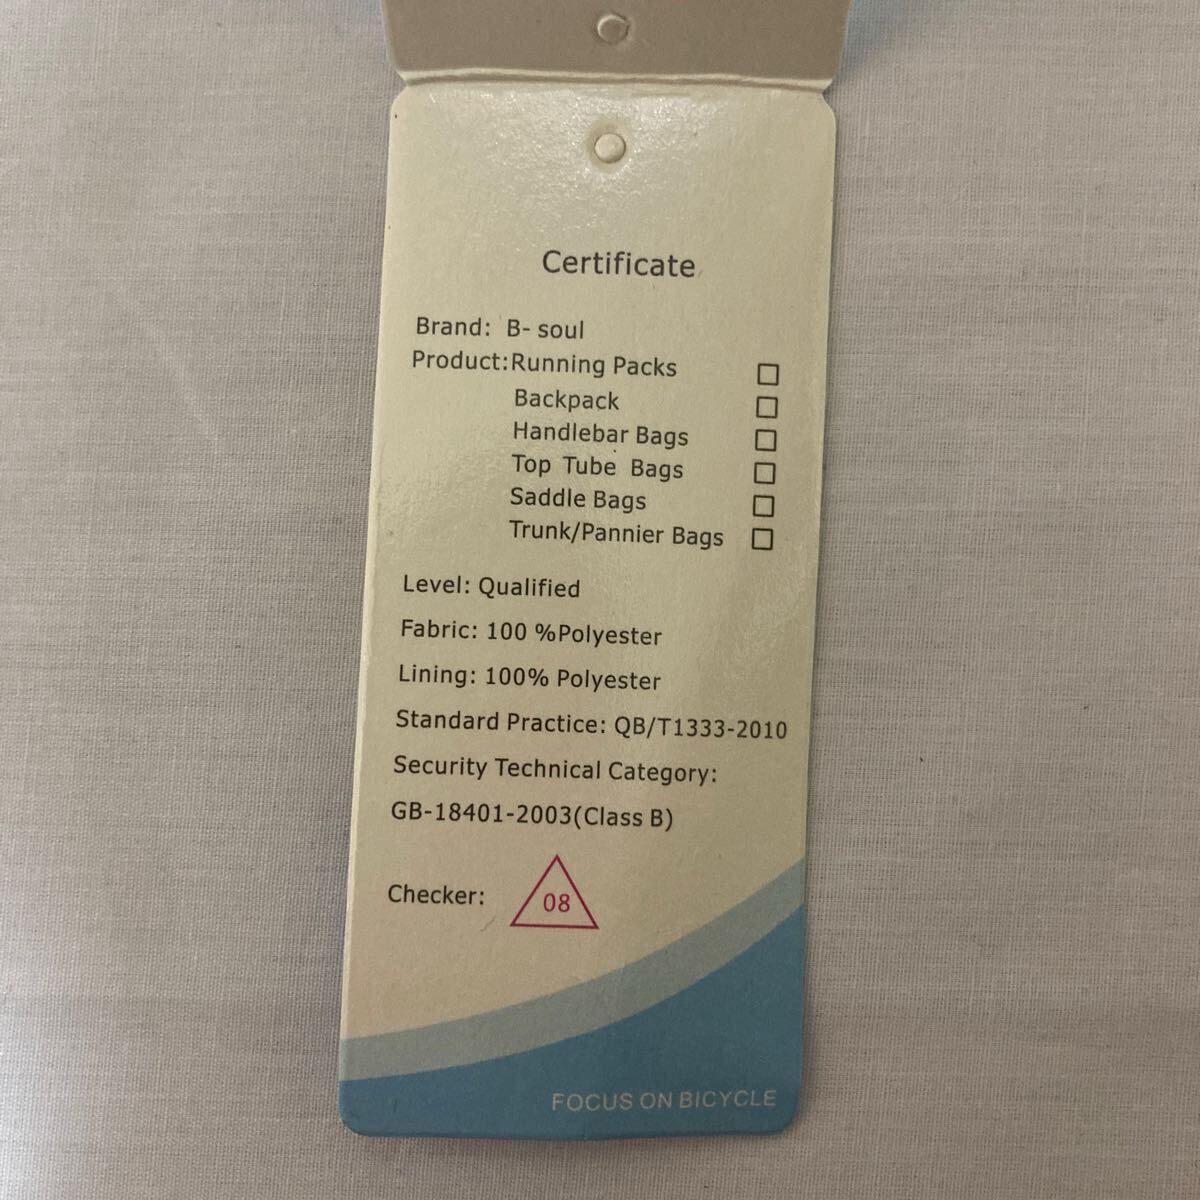 Certificate
Brand: B- soul
Product:Running Packs □
Backpack □
Handlebar Bags □
Top Tube Bags □
Saddle Bags □
Trunk/Pannier Bags □
Level: Qualified
Fabric: 100 %Polyester
Lining: 100% Polyester
Standard Practice: QB/T1333-2010
Security Technical Category:
GB-18401-2003(Class B)
Checker: 08
FOCUS ON BICYCLE